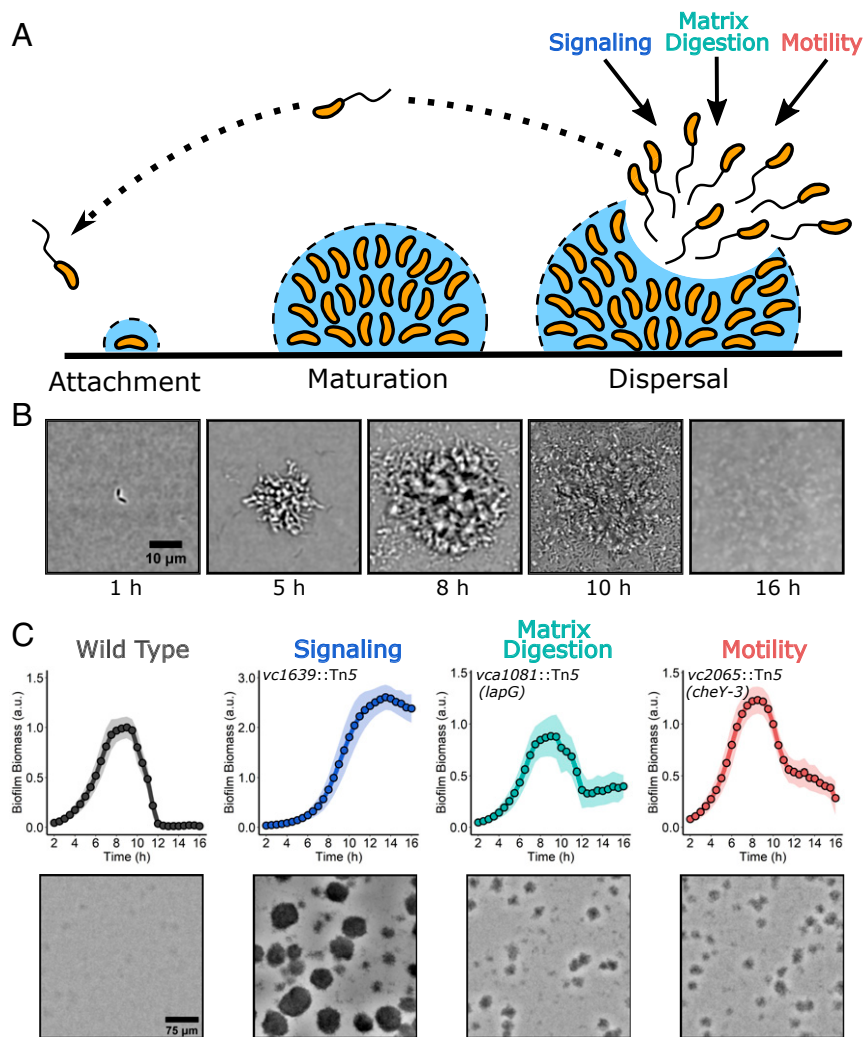 A
Signaling
Matrix
Digestion
Motility
Attachment
Maturation
Dispersal
B
10 µm
1 h
5 h
8 h
10 h
16 h
C
Wild Type
Signaling
Matrix
Digestion
Motility
Biofilm Biomass (a.u.)
1.5
1.0
0.5
0.0
2 4 6 8 10 12 14 16
Time (h)
vc1639::Tn5
Biofilm Biomass (a.u.)
3.0
2.0
1.0
0.0
2 4 6 8 10 12 14 16
Time (h)
vca1081::Tn5
(lapG)
Biofilm Biomass (a.u.)
1.5
1.0
0.5
0.0
2 4 6 8 10 12 14 16
Time (h)
vc2065::Tn5
(cheY-3)
Biofilm Biomass (a.u.)
1.5
1.0
0.5
0.0
2 4 6 8 10 12 14 16
Time (h)
75 µm